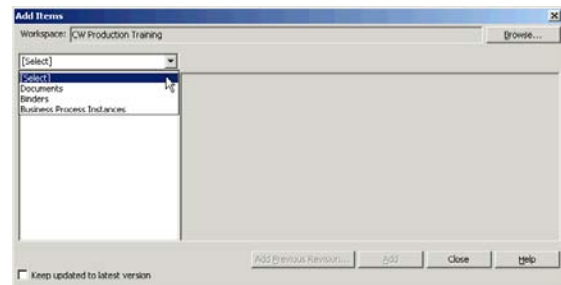 Add Items
Workspace: CW Production Training
Browse...
[Select]
[Select]
Documents
Binders
Business Process Instances
Add Previous Revision... Add Close Help
Keep updated to latest version